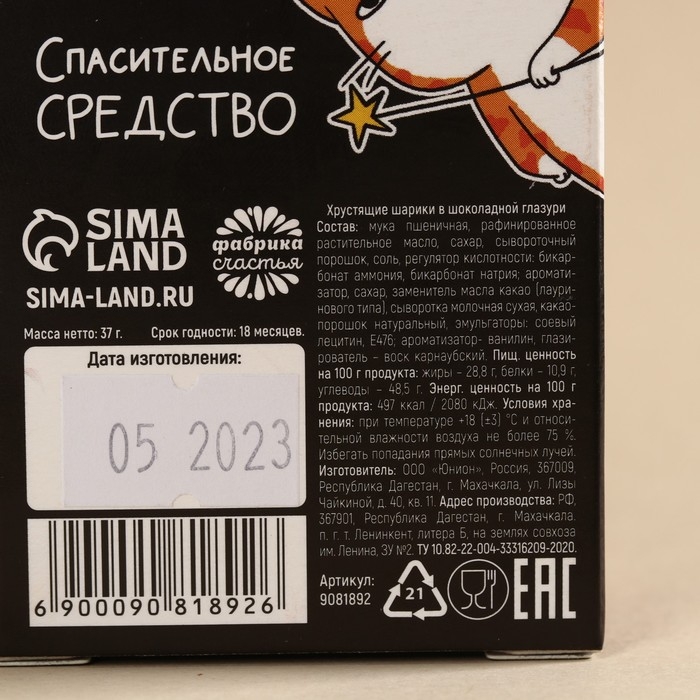 Спасительное
средство
SIMA
LAND
фабрика
счастья
SIMA-LAND.RU
Масса нетто: 37 г. Срок годности: 18 месяцев.
Дата изготовления:
05 2023
6 900090 818926
Хрустящие шарики в шоколадной глазури
Состав: мука пшеничная, рафинированное
растительное масло, сахар, сывороточный
порошок, соль, регулятор кислотности: бикар-
бонат аммония, бикарбонат натрия; аромати-
затор, сахар, заменитель масла какао (лаури-
нового типа), сыворотка молочная сухая, какао-
порошок натуральный, эмульгаторы: соевый
лецитин, Е476; ароматизатор- ванилин, глази-
рователь – воск карнаубский. Пищ. ценность
на 100 г продукта: жиры – 28,8 г, белки – 10,9 г,
углеводы – 48,5 г. Энерг. ценность на 100 г
продукта: 497 ккал / 2080 кДж. Условия хра-
нения: при температуре +18 (±3) °С и относи-
тельной влажности воздуха не более 75 %.
Избегать попадания прямых солнечных лучей.
Изготовитель: ООО «Юнион», Россия, 367009,
Республика Дагестан, г. Махачкала, ул. Лизы
Чайкиной, д. 40, кв. 11. Адрес производства: РФ,
367901, Республика Дагестан, г. Махачкала.
п. г. т. Ленинкент, литера Б, на землях совхоза
им. Ленина, ЗУ №2. ТУ 10.82-22-004-33316209-2020.
Артикул:
9081892
21
EAC